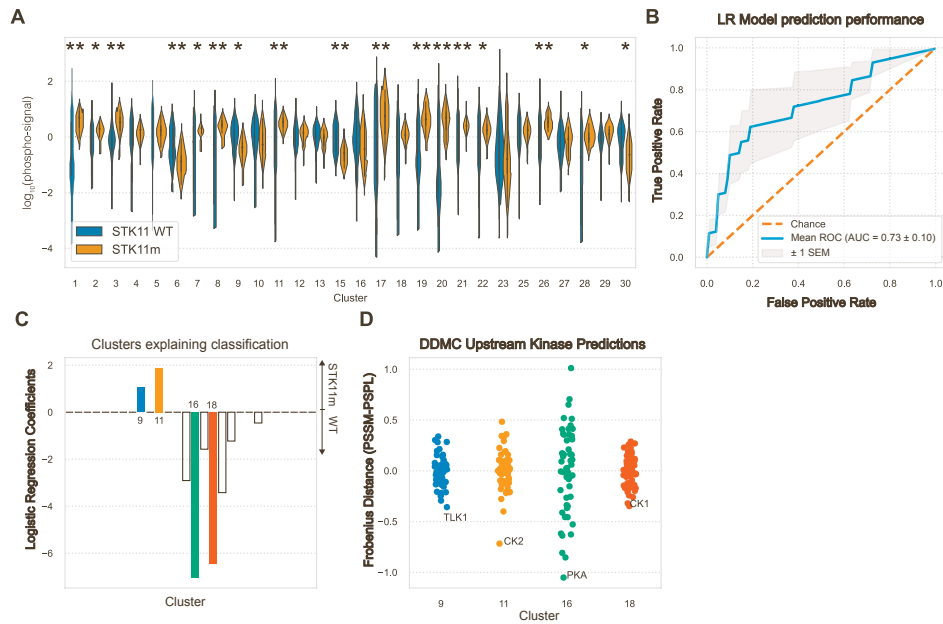 A
** * ** ** * ** * ** ** ** ** ** ** * ** * *
2
0
−2
−4
log10(phospho-signal)
STK11 WT
STK11m
1 2 3 4 5 6 7 8 9 10 11 12 13 15 16 17 18 19 20 21 22 23 26 27 28 29 30
Cluster
B
LR Model prediction performance
1.0
0.8
0.6
0.4
0.2
0.0
True Positive Rate
Chance
Mean ROC (AUC = 0.73 ± 0.10)
± 1 SEM
0.0 0.2 0.4 0.6 0.8 1.0
False Positive Rate
C
Clusters explaining classification
2
0
−2
−4
−6
Logistic Regression Coefficients
9 11 16 18
STK11m
WT
Cluster
D
DDMC Upstream Kinase Predictions
1.0
0.5
0.0
−0.5
−1.0
Frobenius Distance (PSSM-PSPL)
TLK1
CK2
PKA
CK1
9 11 16 18
Cluster